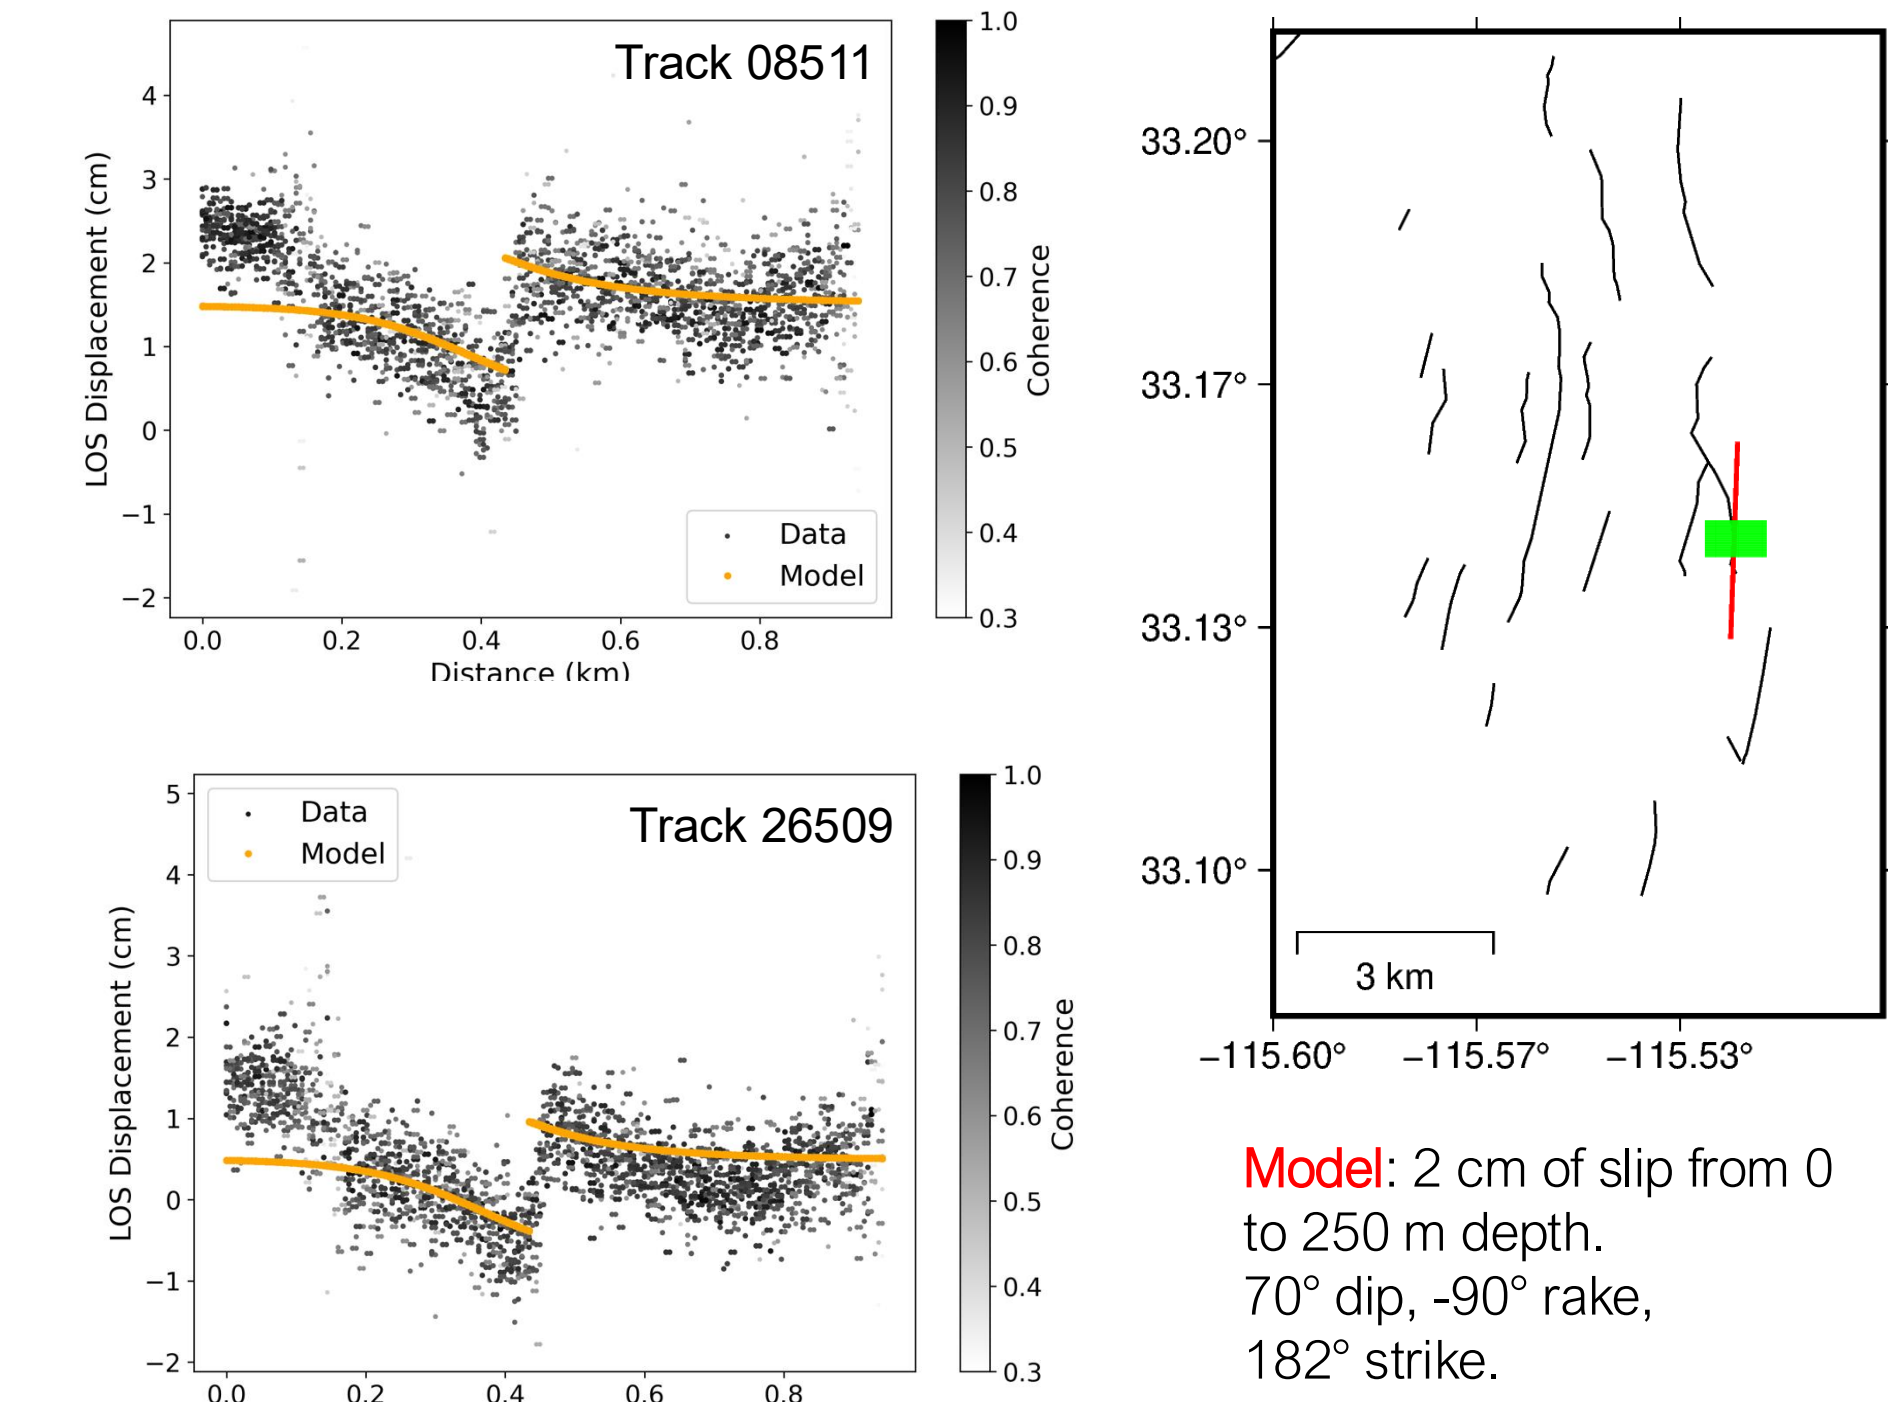 Track 08511
LOS Displacement (cm)
4
3
2
1
0
−1
−2
0.0 0.2 0.4 0.6 0.8
Distance (km)
Data
Model
1.0
0.9
0.8
0.7
0.6
0.5
0.4
0.3
Coherence
Track 26509
LOS Displacement (cm)
5
4
3
2
1
0
−1
−2
0.0 0.2 0.4 0.6 0.8
Data
Model
1.0
0.9
0.8
0.7
0.6
0.5
0.4
0.3
Coherence
33.20°
33.17°
33.13°
33.10°
3 km
−115.60° −115.57° −115.53°
Model: 2 cm of slip from 0
to 250 m depth.
70° dip, -90° rake,
182° strike.